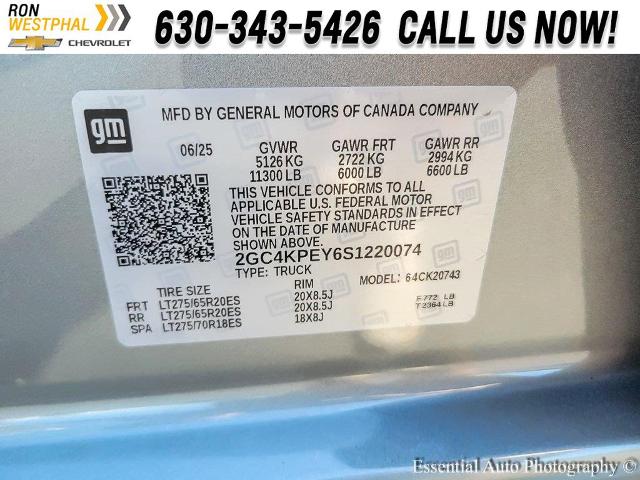 RON
WESTPHAL
CHEVROLET
630-343-5426 CALL US NOW!
gm
MFD BY GENERAL MOTORS OF CANADA COMPANY
06/25 GVWR GAWR FRT GAWR RR
5126 KG 2722 KG 2994 KG
11300 LB 6000 LB 6600 LB
THIS VEHICLE CONFORMS TO ALL
APPLICABLE U.S. FEDERAL MOTOR
VEHICLE SAFETY STANDARDS IN EFFECT
ON THE DATE OF MANUFACTURE
SHOWN ABOVE.
2GC4KPEY6S1220074
TYPE: TRUCK MODEL: 64CK20743
TIRE SIZE RIM
FRT LT275/65R20ES 20X8.5J F 772 LB
RR LT275/65R20ES 20X8.5J T 2364 LB
SPA LT275/70R18ES 18X8J
Essential Auto Photography ©